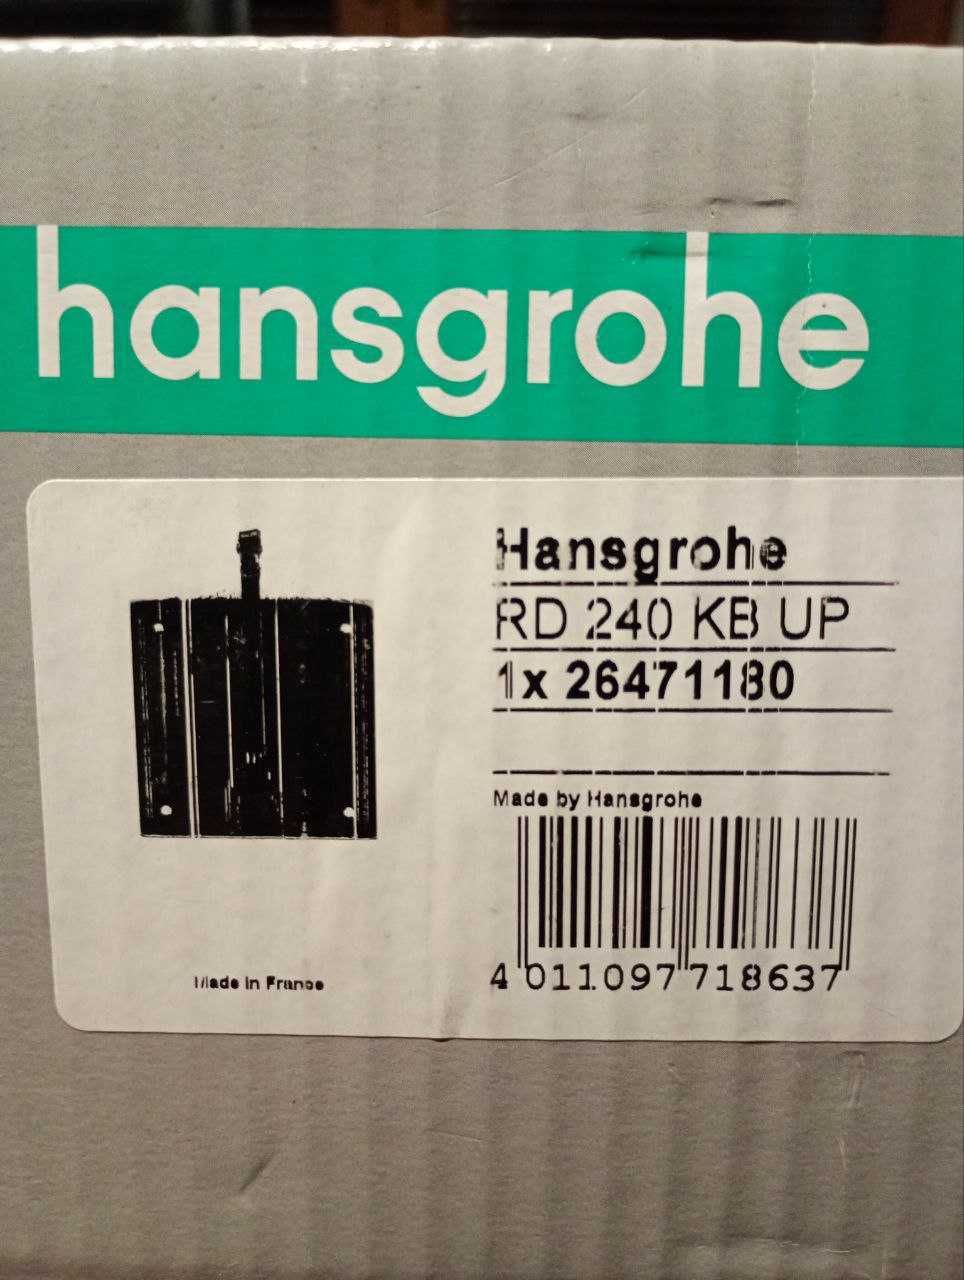 hansgrohe
Hansgrohe
RD 240 KB UP
1x 26471180
Made by Hansgrohe
4 011097 718637
Made in France